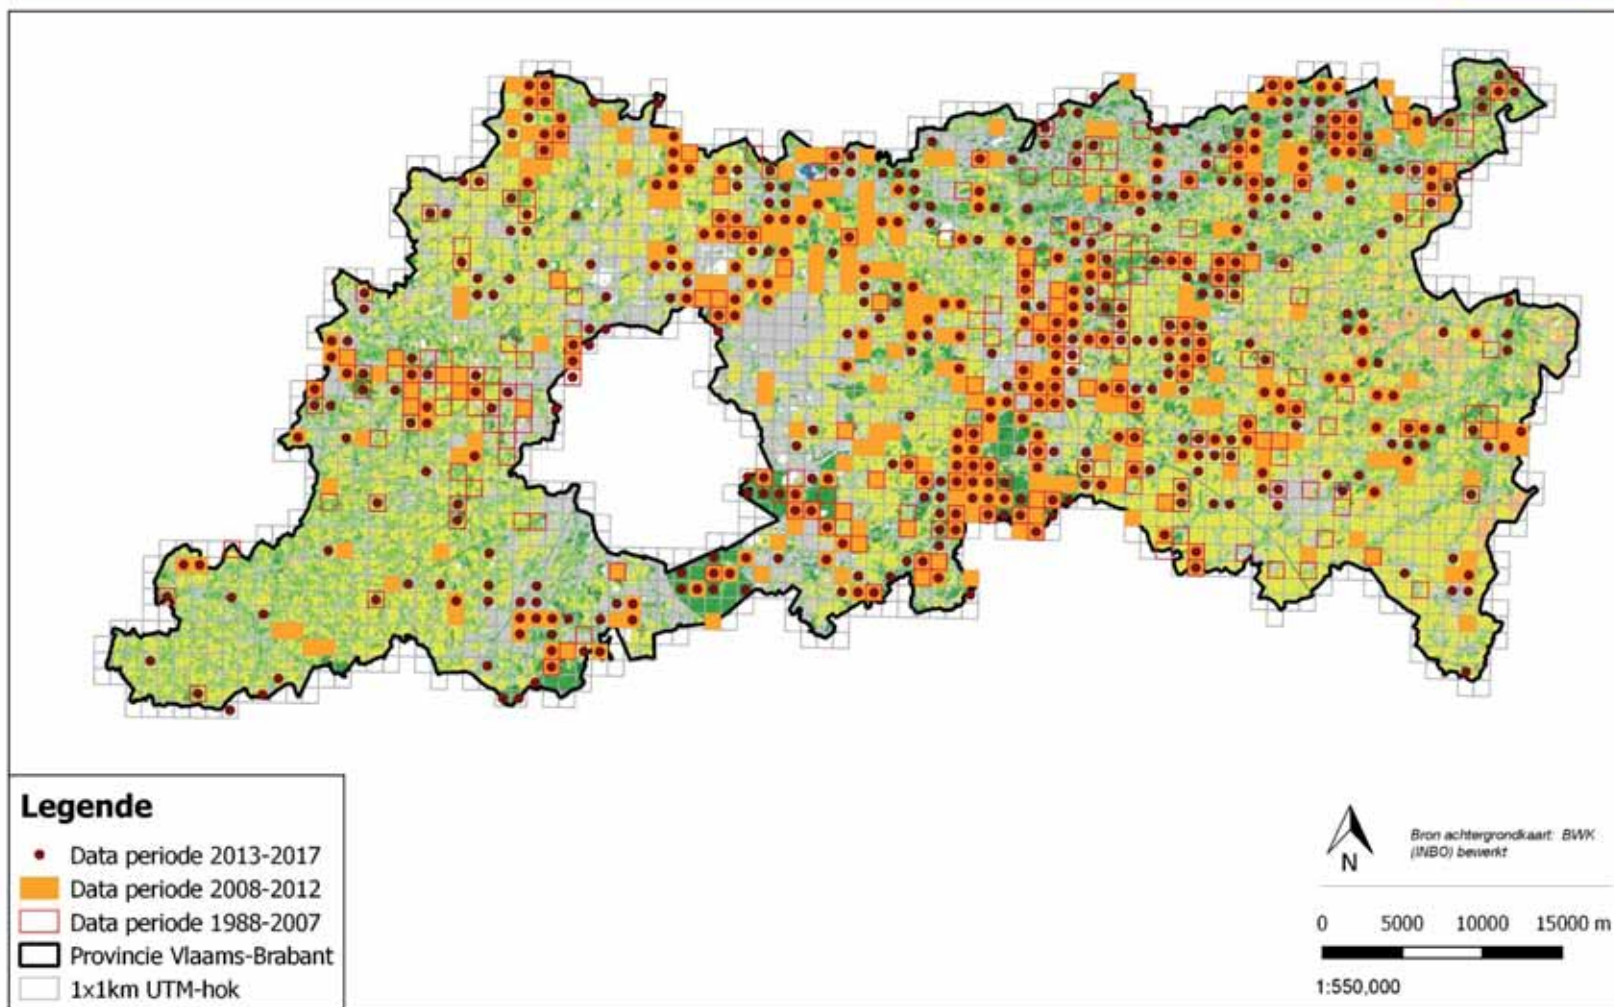 Legende
Data periode 2013-2017
Data periode 2008-2012
Data periode 1988-2007
Provincie Vlaams-Brabant
1x1km UTM-hok
N
Bron achtergrondkaart: BWK
(INBO) bewerkt
0 5000 10000 15000 m
1:550,000